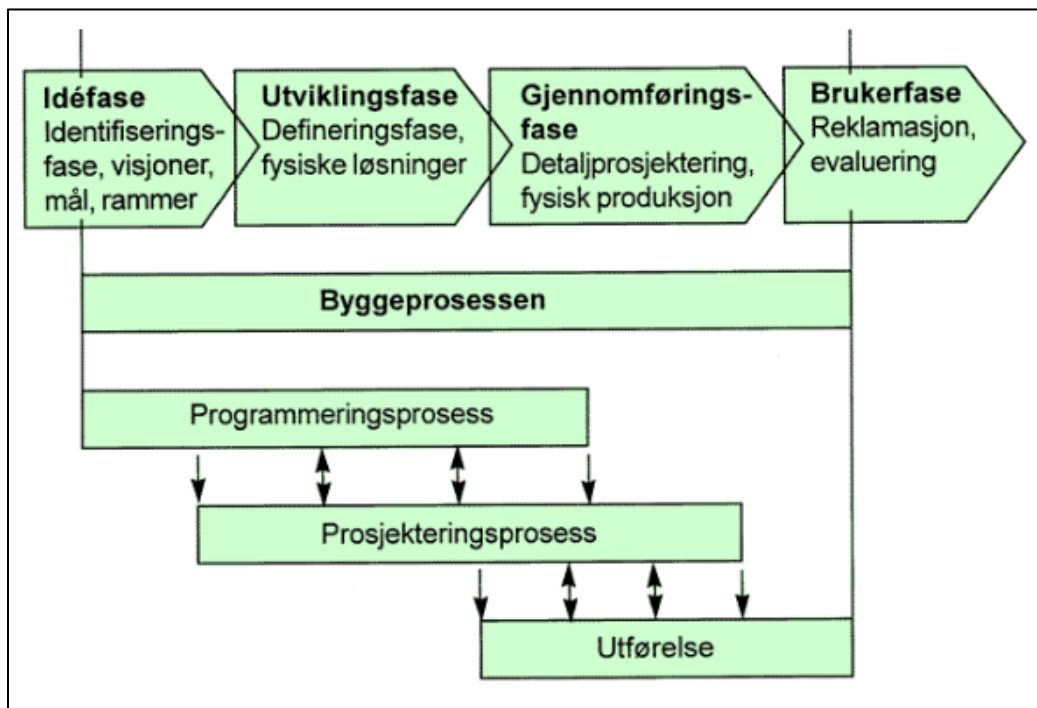 Idéfase
Identifiserings-
fase, visjoner,
mål, rammer
Utviklingsfase
Defineringsfase,
fysiske løsninger
Gjennomførings-
fase
Detaljprosjektering,
fysisk produksjon
Brukerfase
Reklamasjon,
evaluering
Byggeprosessen
Programmeringsprosess
Prosjekteringsprosess
Utførelse